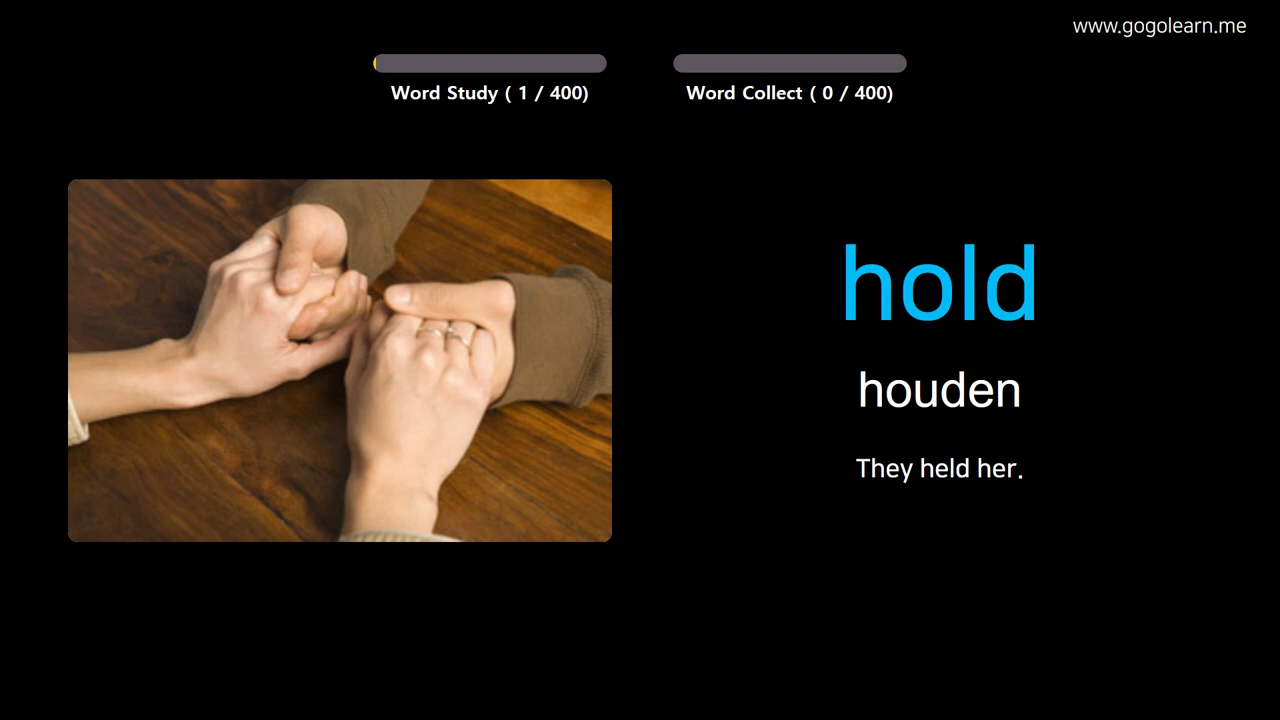 www.gogolearn.me
Word Study ( 1 / 400)
Word Collect ( 0 / 400)
hold
houden
They held her.